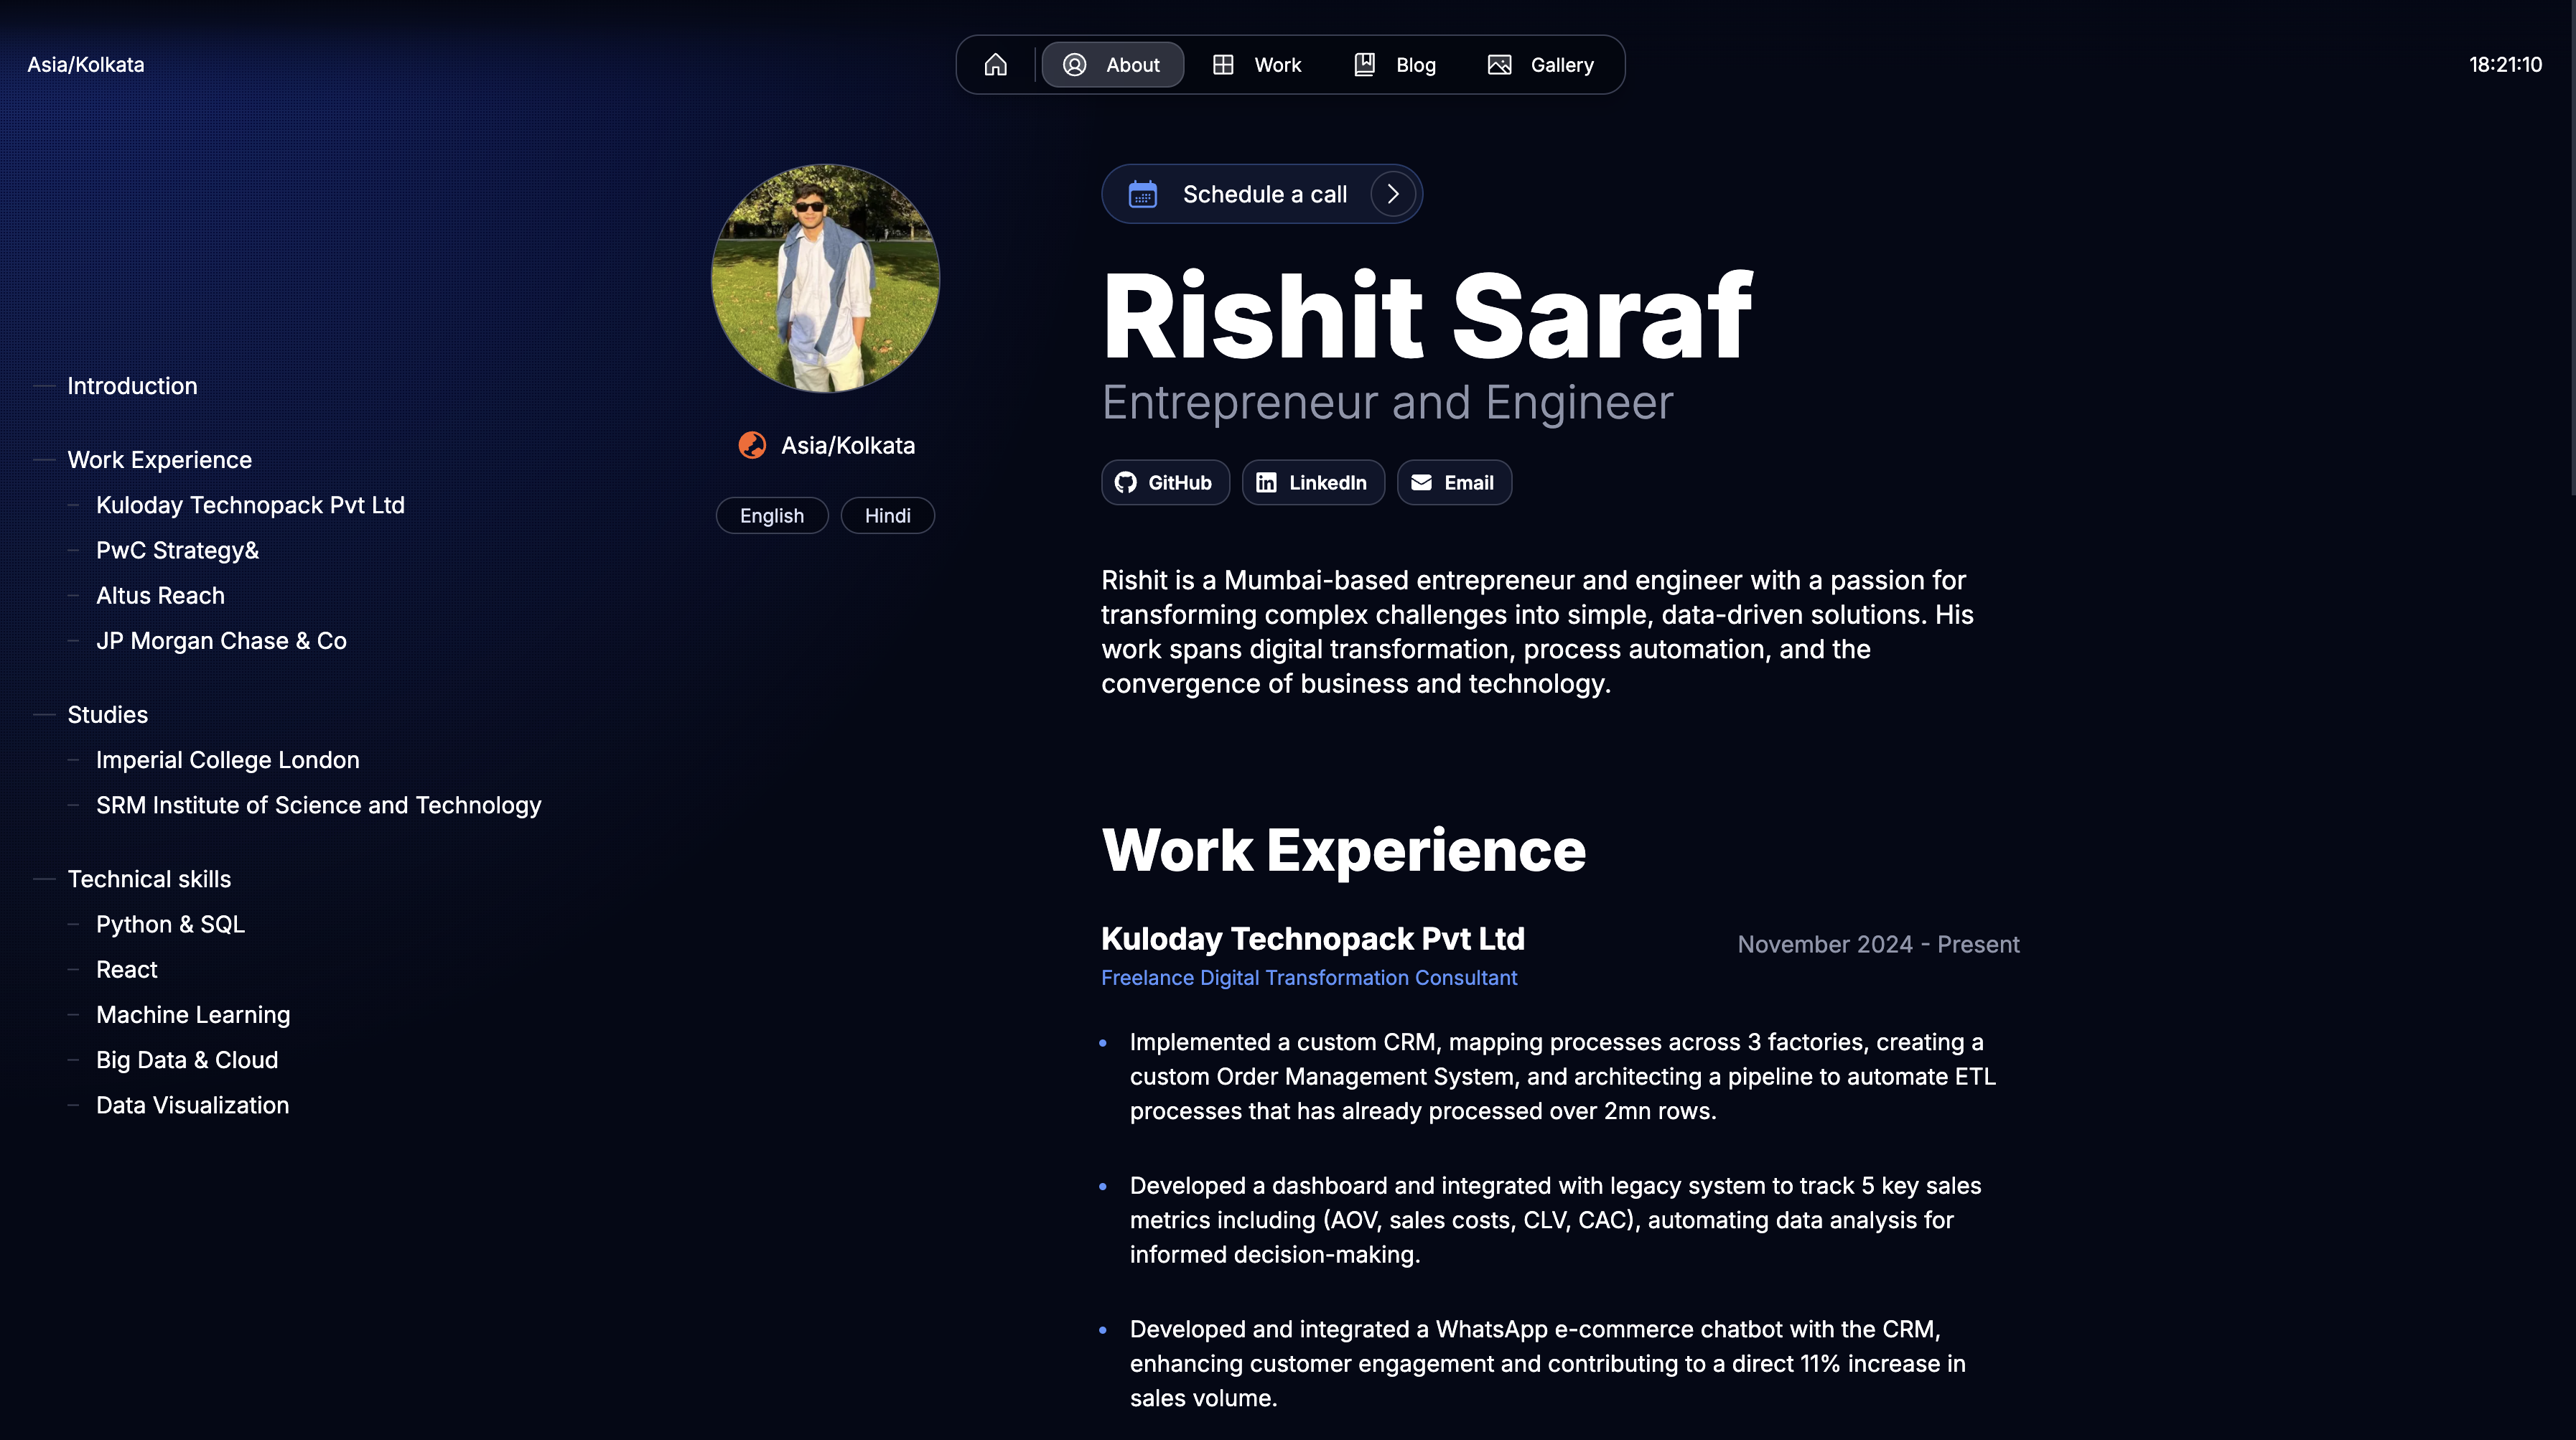 Asia/Kolkata
About
Work
Blog
Gallery
18:21:10
Introduction
Work Experience
Kuloday Technopack Pvt Ltd
PwC Strategy&
Altus Reach
JP Morgan Chase & Co
Studies
Imperial College London
SRM Institute of Science and Technology
Technical skills
Python & SQL
React
Machine Learning
Big Data & Cloud
Data Visualization
Asia/Kolkata
English
Hindi
Schedule a call
Rishit Saraf
Entrepreneur and Engineer
GitHub
LinkedIn
Email
Rishit is a Mumbai-based entrepreneur and engineer with a passion for
transforming complex challenges into simple, data-driven solutions. His
work spans digital transformation, process automation, and the
convergence of business and technology.
Work Experience
Kuloday Technopack Pvt Ltd
November 2024 - Present
Freelance Digital Transformation Consultant
Implemented a custom CRM, mapping processes across 3 factories, creating a
custom Order Management System, and architecting a pipeline to automate ETL
processes that has already processed over 2mn rows.
Developed a dashboard and integrated with legacy system to track 5 key sales
metrics including (AOV, sales costs, CLV, CAC), automating data analysis for
informed decision-making.
Developed and integrated a WhatsApp e-commerce chatbot with the CRM,
enhancing customer engagement and contributing to a direct 11% increase in
sales volume.